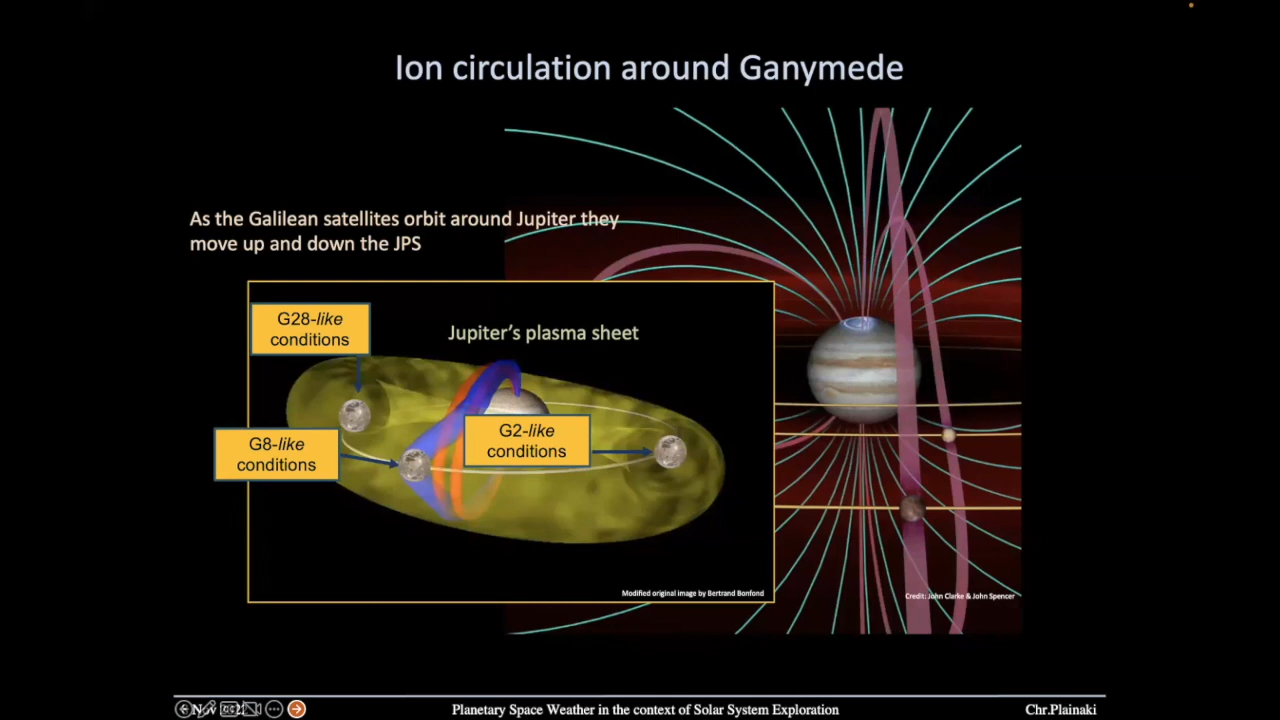 Ion circulation around Ganymede
As the Galilean satellites orbit around Jupiter they
move up and down the JPS
G28-like
conditions
Jupiter's plasma sheet
G8-like
conditions
G2-like
conditions
Modified original image by Bertrand Bonfond
Credit: John Clarke & John Spencer
Nov
Planetary Space Weather in the context of Solar System Exploration
Chr.Plainaki